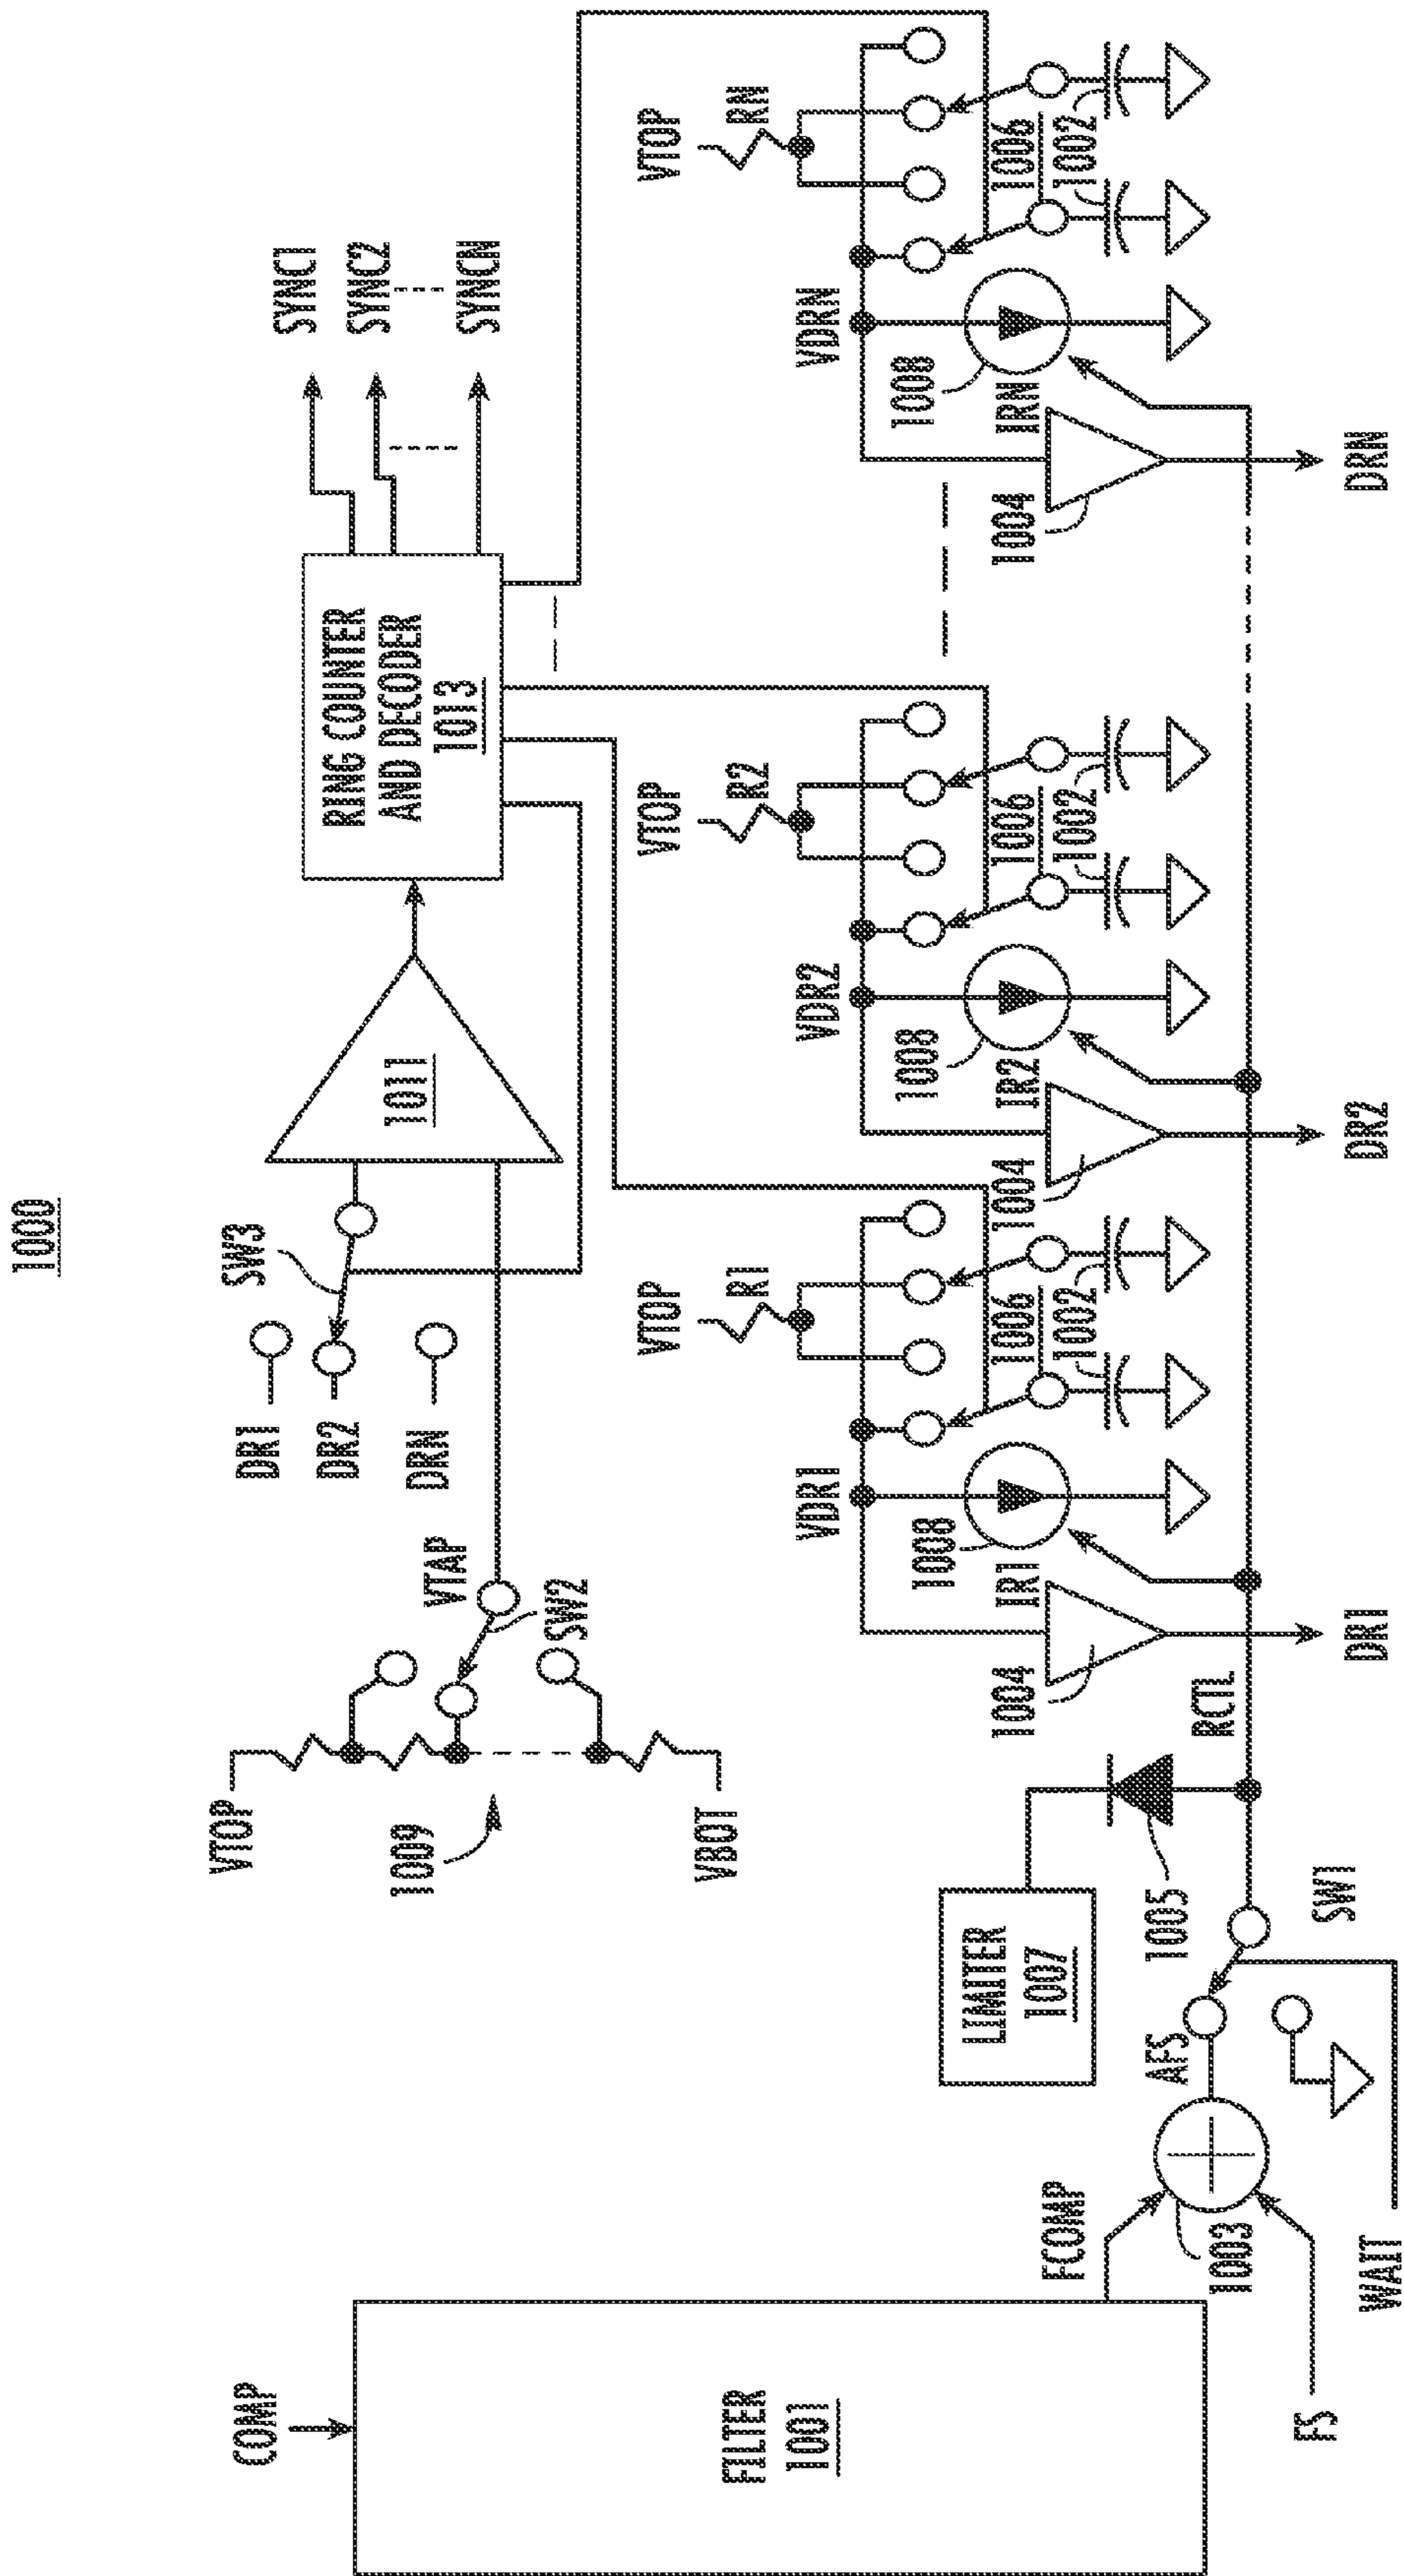 1000
COMP
FILTER
1001
FCOMP
1003
FS
WAIT
AFS
SW1
LIMITER
1007
1005
RCTL
VTOP
1009
VBOT
VTAP
SW2
DR1
DR2
DRN
SW3
1011
RING COUNTER
AND DECODER
1013
SYNC1
SYNC2
SYNCN
VTOP
R1
VDR1
1008
IR1
1004
1006
1002
DR1
VTOP
R2
VDR2
1008
IR2
1004
1006
1002
DR2
VTOP
RN
VDRN
1008
IRN
1004
1006
1002
DRN